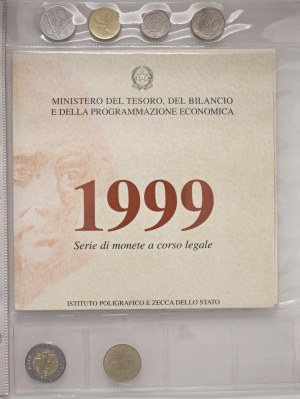 MINISTERO DEL TESORO, DEL BILANCIO
E DELLA PROGRAMMAZIONE ECONOMICA
1999
Serie di monete a corso legale
ISTITUTO POLIGRAFICO E ZECCA DELLO STATO